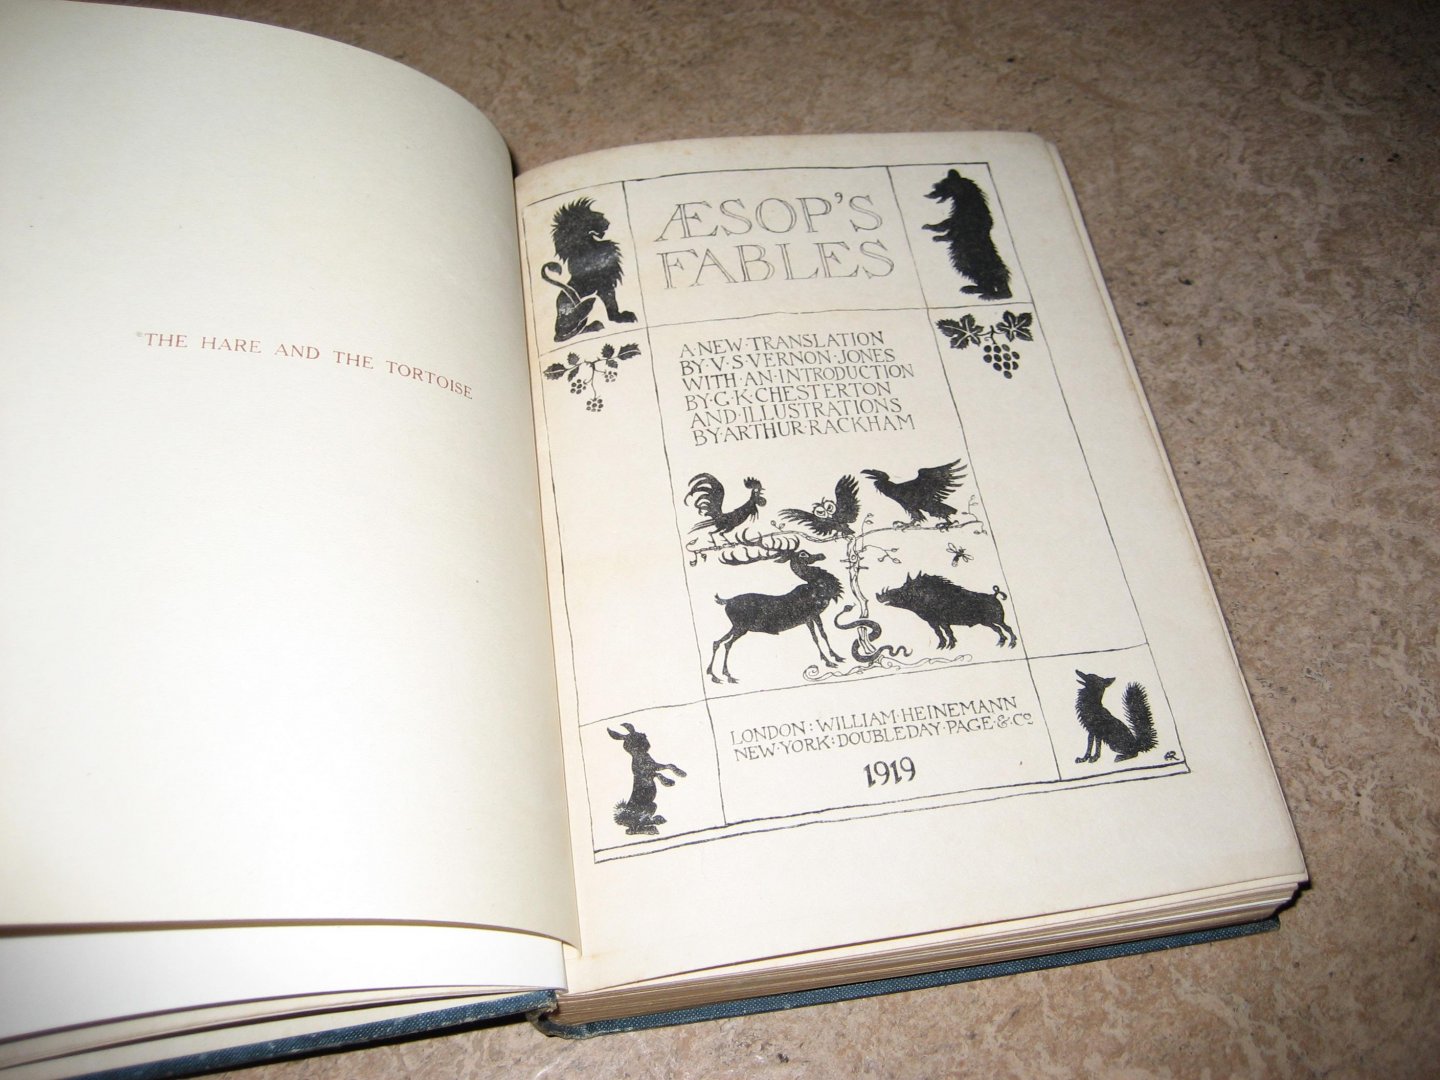 THE HARE AND THE TORTOISE
ÆSOP'S
FABLES
A·NEW·TRANSLATION
BY·V·S·VERNON·JONES
WITH·AN·INTRODUCTION
BY·G·K·CHESTERTON
AND·ILLUSTRATIONS
BY·ARTHUR·RACKHAM
LONDON: WILLIAM·HEINEMANN
NEW·YORK: DOUBLEDAY·PAGE·&·Co
1919
AR